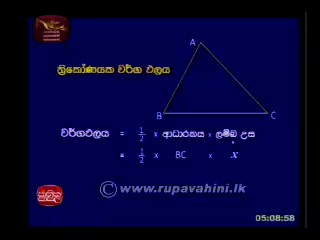 A
ත්‍රිකෝණයක වර්ග ඵලය
B
C
වර්ගඵලය = 1/2 x ආධාරකය x ලම්බ උස
= 1/2 x BC x x
© www.rupavahini.lk
05:08:58